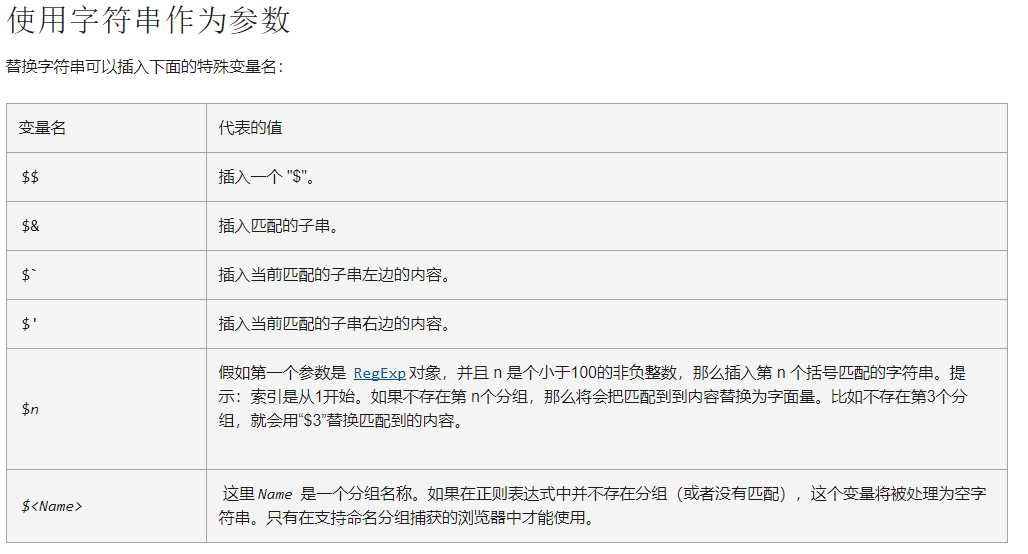 使用字符串作为参数
替换字符串可以插入下面的特殊变量名：
变量名 代表的值
$$ 插入一个 "$"。
$& 插入匹配的子串。
$` 插入当前匹配的子串左边的内容。
$' 插入当前匹配的子串右边的内容。
$n 假如第一个参数是 RegExp对象，并且 n 是个小于100的非负整数，那么插入第 n 个括号匹配的字符串。提
示：索引是从1开始。如果不存在第 n个分组，那么将会把匹配到到内容替换为字面量。比如不存在第3个分
组，就会用“$3”替换匹配到的内容。
$<Name> 这里Name 是一个分组名称。如果在正则表达式中并不存在分组（或者没有匹配），这个变量将被处理为空字
符串。只有在支持命名分组捕获的浏览器中才能使用。